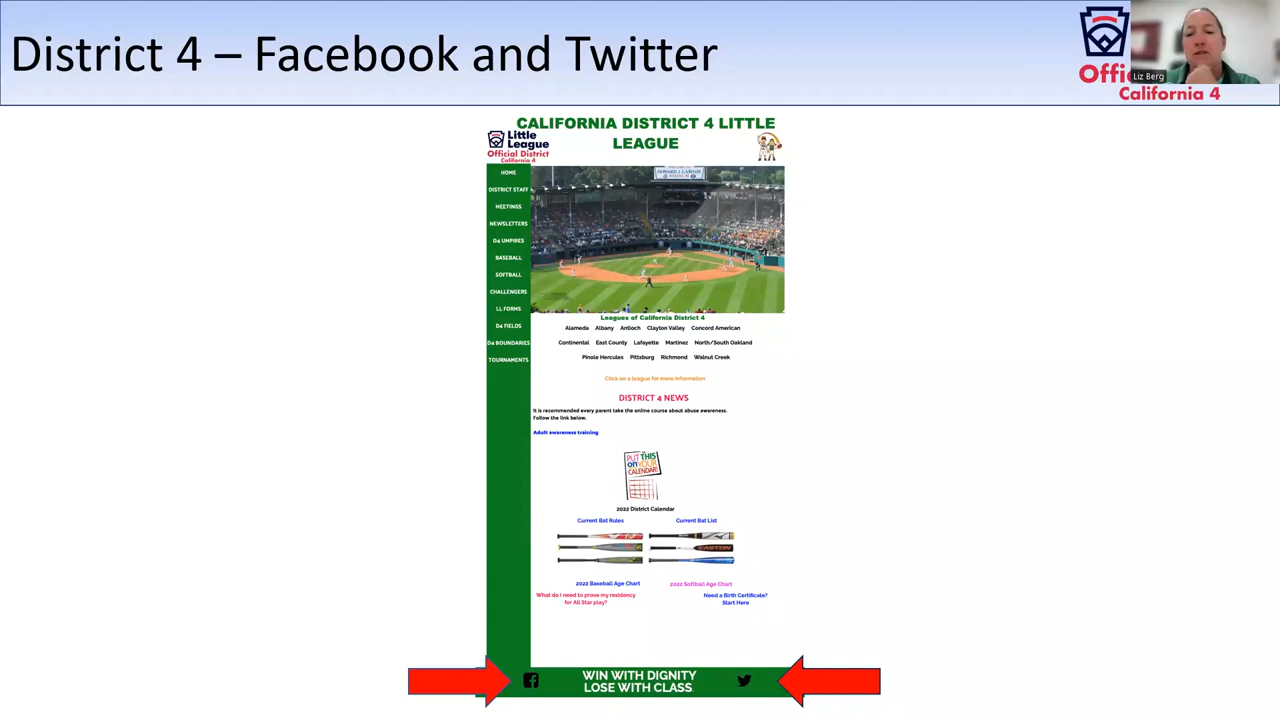 District 4 – Facebook and Twitter
Liz Berg
California 4
CALIFORNIA DISTRICT 4 LITTLE
LEAGUE
Little
League
Official District
California 4
HOME
DISTRICT STAFF
MEETINGS
NEWSLETTERS
D4 UMPIRES
BASEBALL
SOFTBALL
CHALLENGERS
LL FORMS
D4 FIELDS
D4 BOUNDARIES
TOURNAMENTS
HOWARD J. LAMADE
STADIUM
Leagues of California District 4
Alameda Albany Antioch Clayton Valley Concord American
Continental East County Lafayette Martinez North/South Oakland
Pinole Hercules Pittsburg Richmond Walnut Creek
Click on a league for more information
DISTRICT 4 NEWS
It is recommended every parent take the online course about abuse awareness.
Follow the link below.
Adult awareness training
PUT THIS
ON YOUR
CALENDAR!
2022 District Calendar
Current Bat Rules Current Bat List
EASTON
2022 Baseball Age Chart 2022 Softball Age Chart
What do I need to prove my residency
for All Star play?
Need a Birth Certificate?
Start Here
WIN WITH DIGNITY
LOSE WITH CLASS.